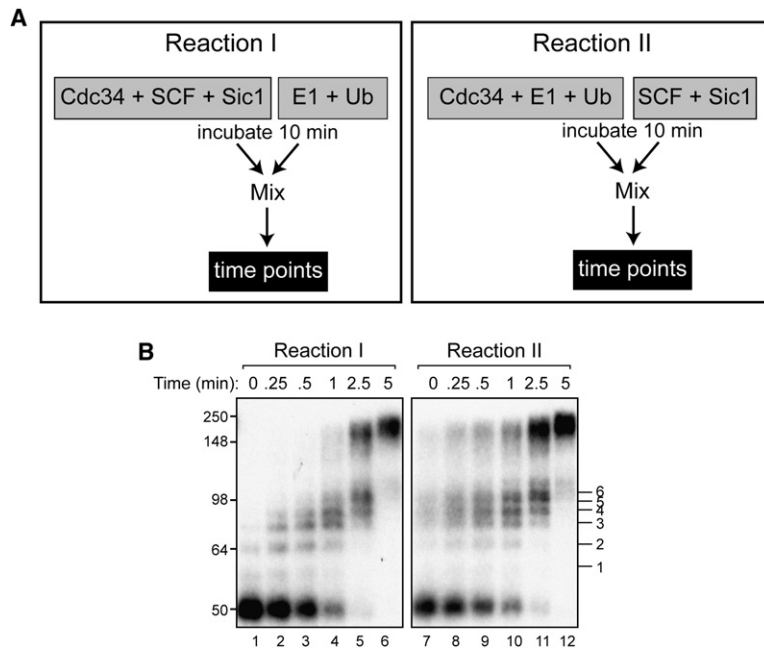 A
Reaction I
Reaction II
Cdc34 + SCF + Sic1
E1 + Ub
Cdc34 + E1 + Ub
SCF + Sic1
incubate 10 min
incubate 10 min
Mix
Mix
time points
time points
B
Reaction I
Reaction II
Time (min): 0 .25 .5 1 2.5 5 0 .25 .5 1 2.5 5
250
148
98
64
50
6
5
4
3
2
1
1 2 3 4 5 6 7 8 9 10 11 12